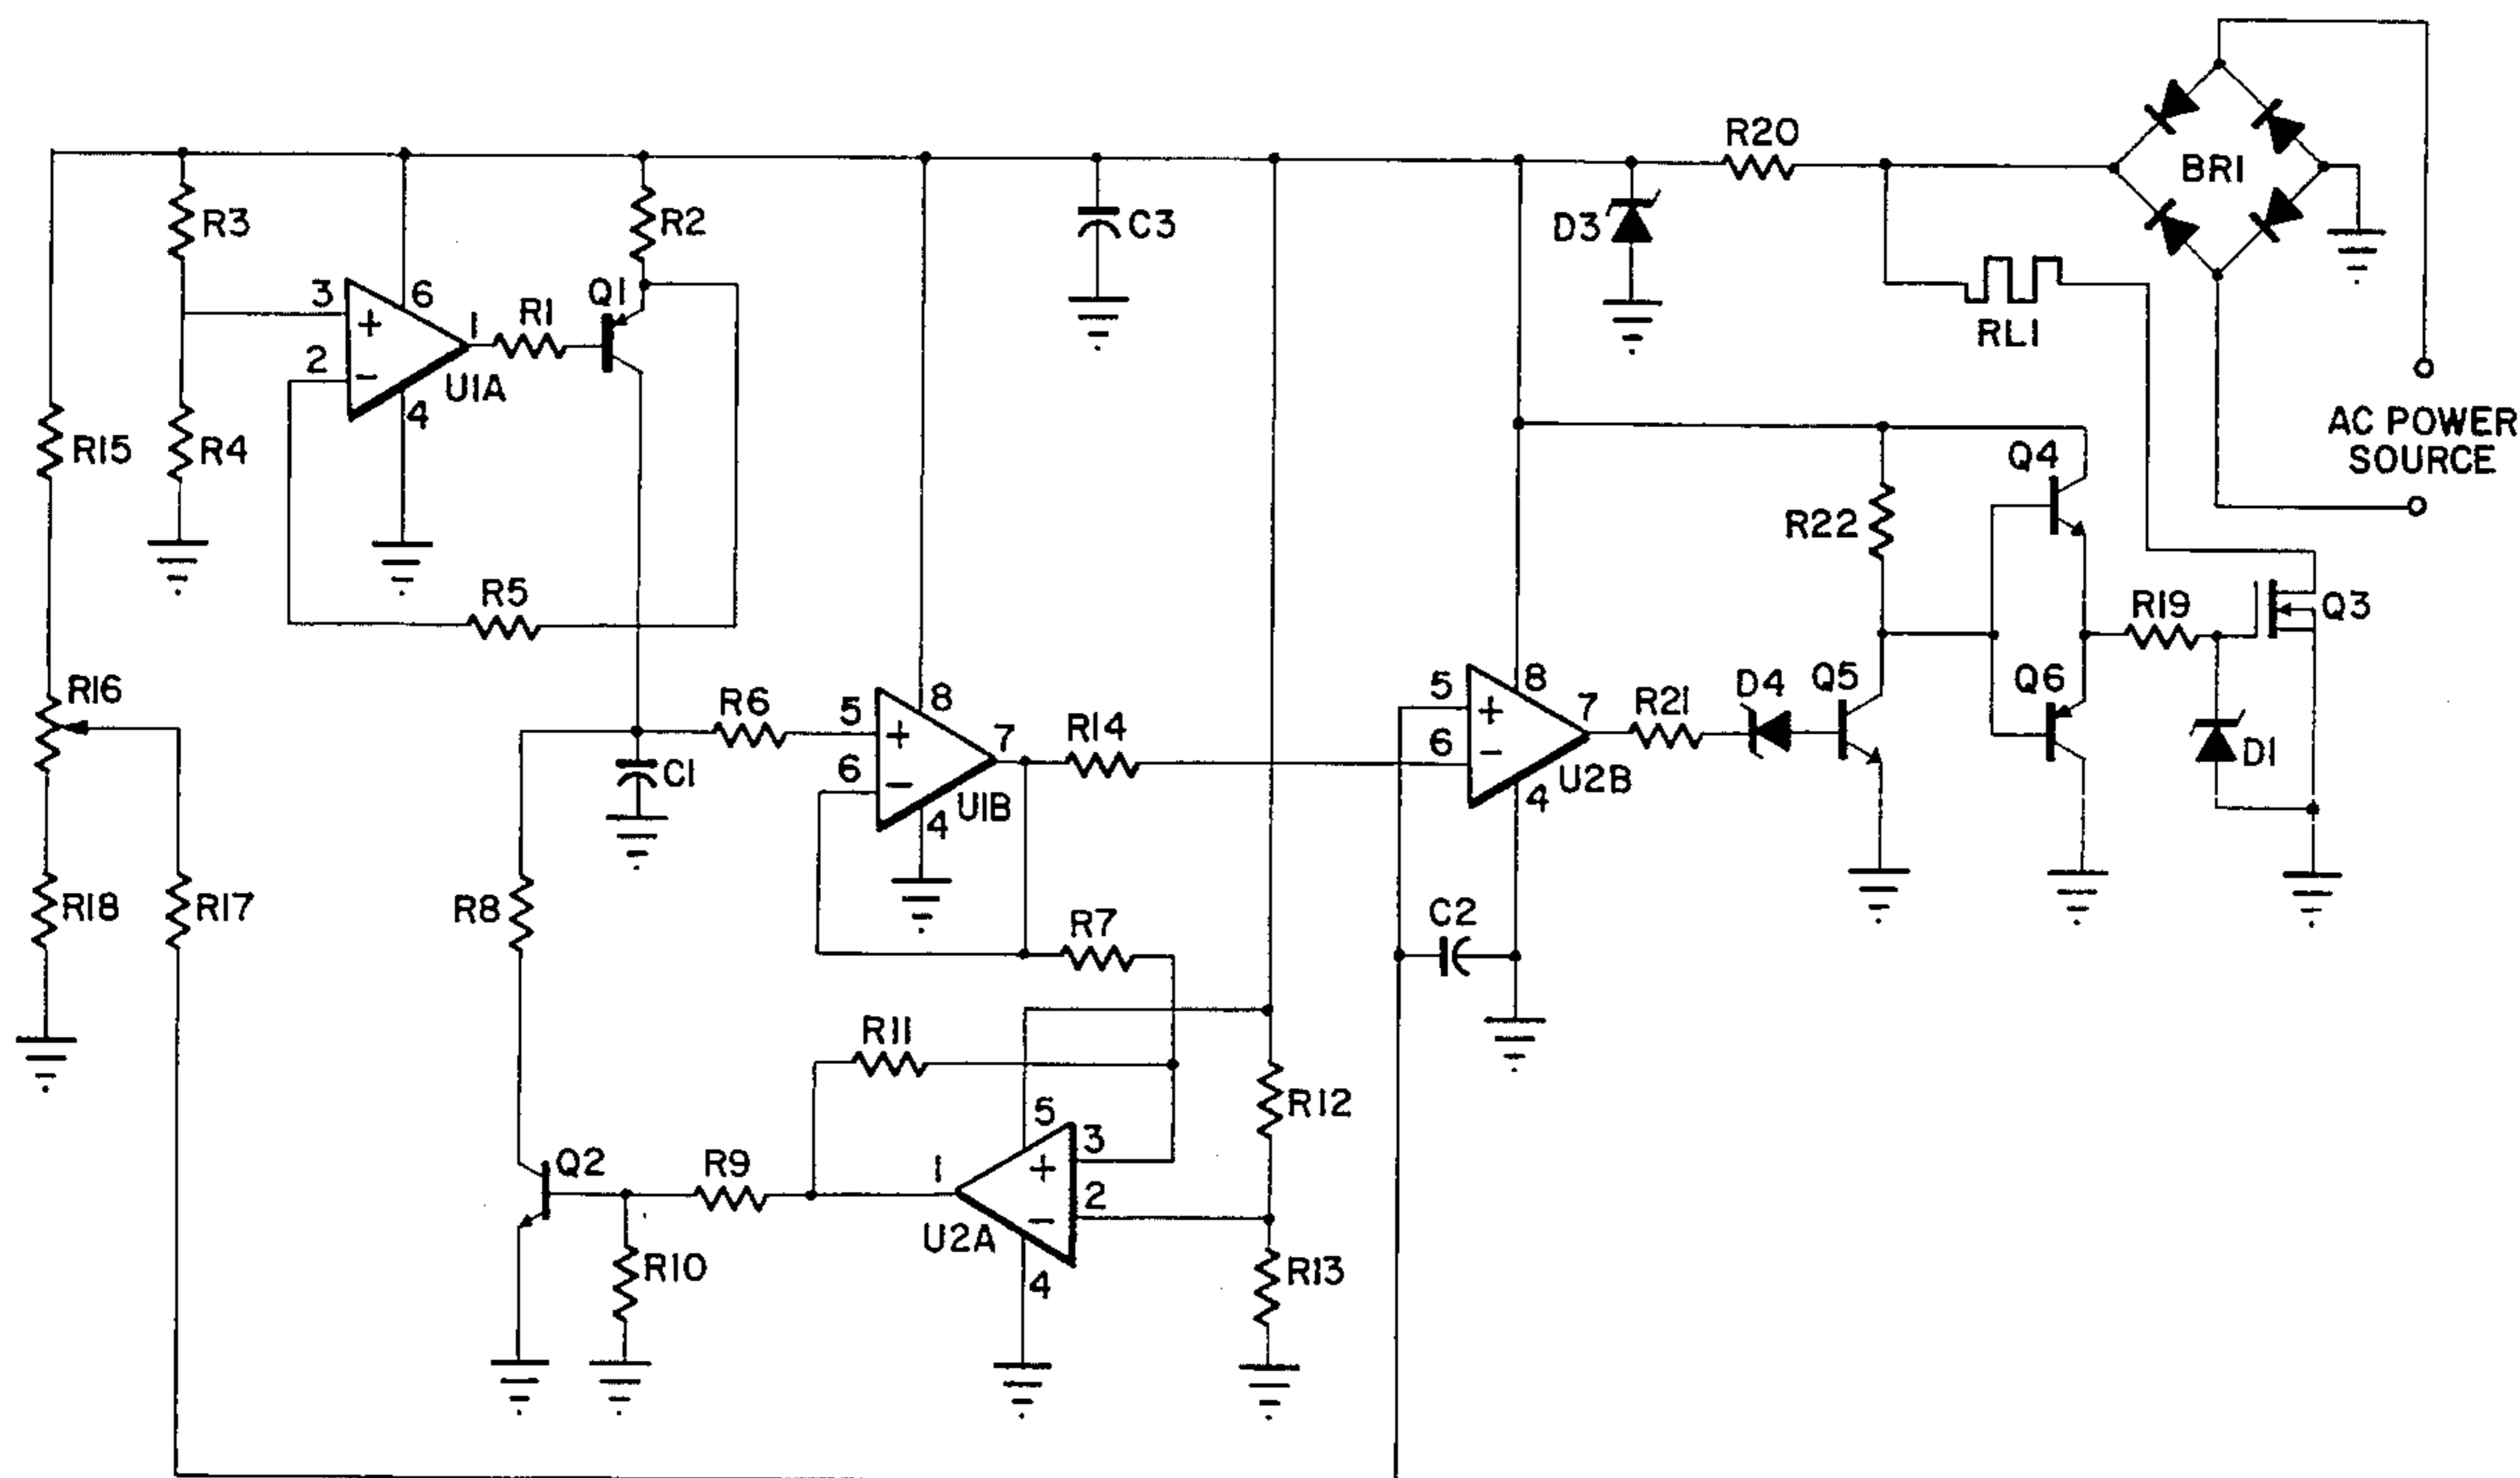 R20
BR1
R3
R2
C3
D3
3
6
Q1
+
1
R1
RL1
2
-
U1A
4
R15
R4
AC POWER
SOURCE
Q4
R22
R5
R19
Q3
R16
R6
5
8
+
7
R14
6
-
U1B
4
C1
5
8
+
7
R21
D4
Q5
Q6
6
-
U2B
4
D1
R18
R17
R8
R7
C2
R11
R12
5
3
+
2
-
1
U2A
4
Q2
R9
R10
R13